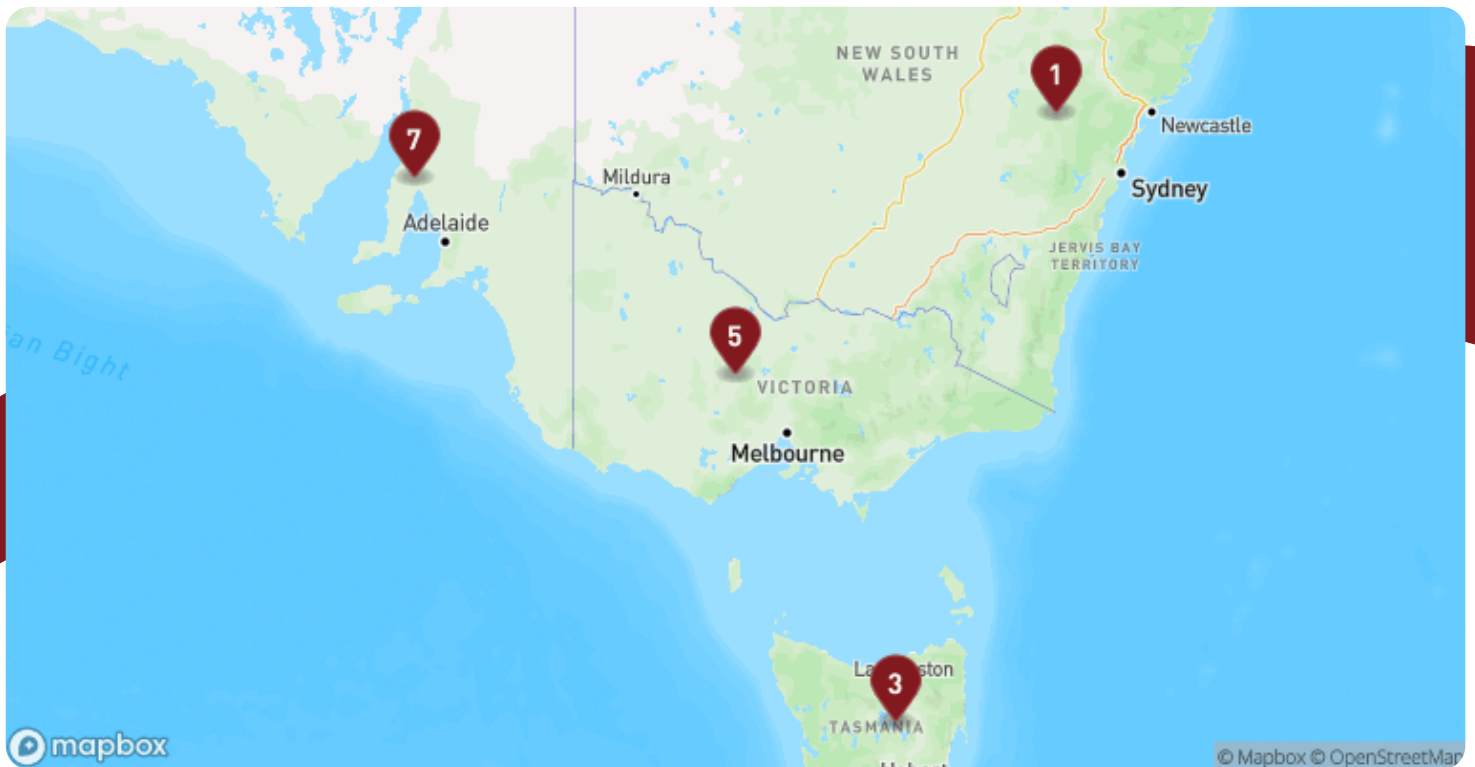 NEW SOUTH
WALES
1
Newcastle
7
Mildura
Sydney
Adelaide
JERVIS BAY
TERRITORY
5
an Bight
VICTORIA
Melbourne
3
TASMANIA
mapbox
© Mapbox © OpenStreetMap